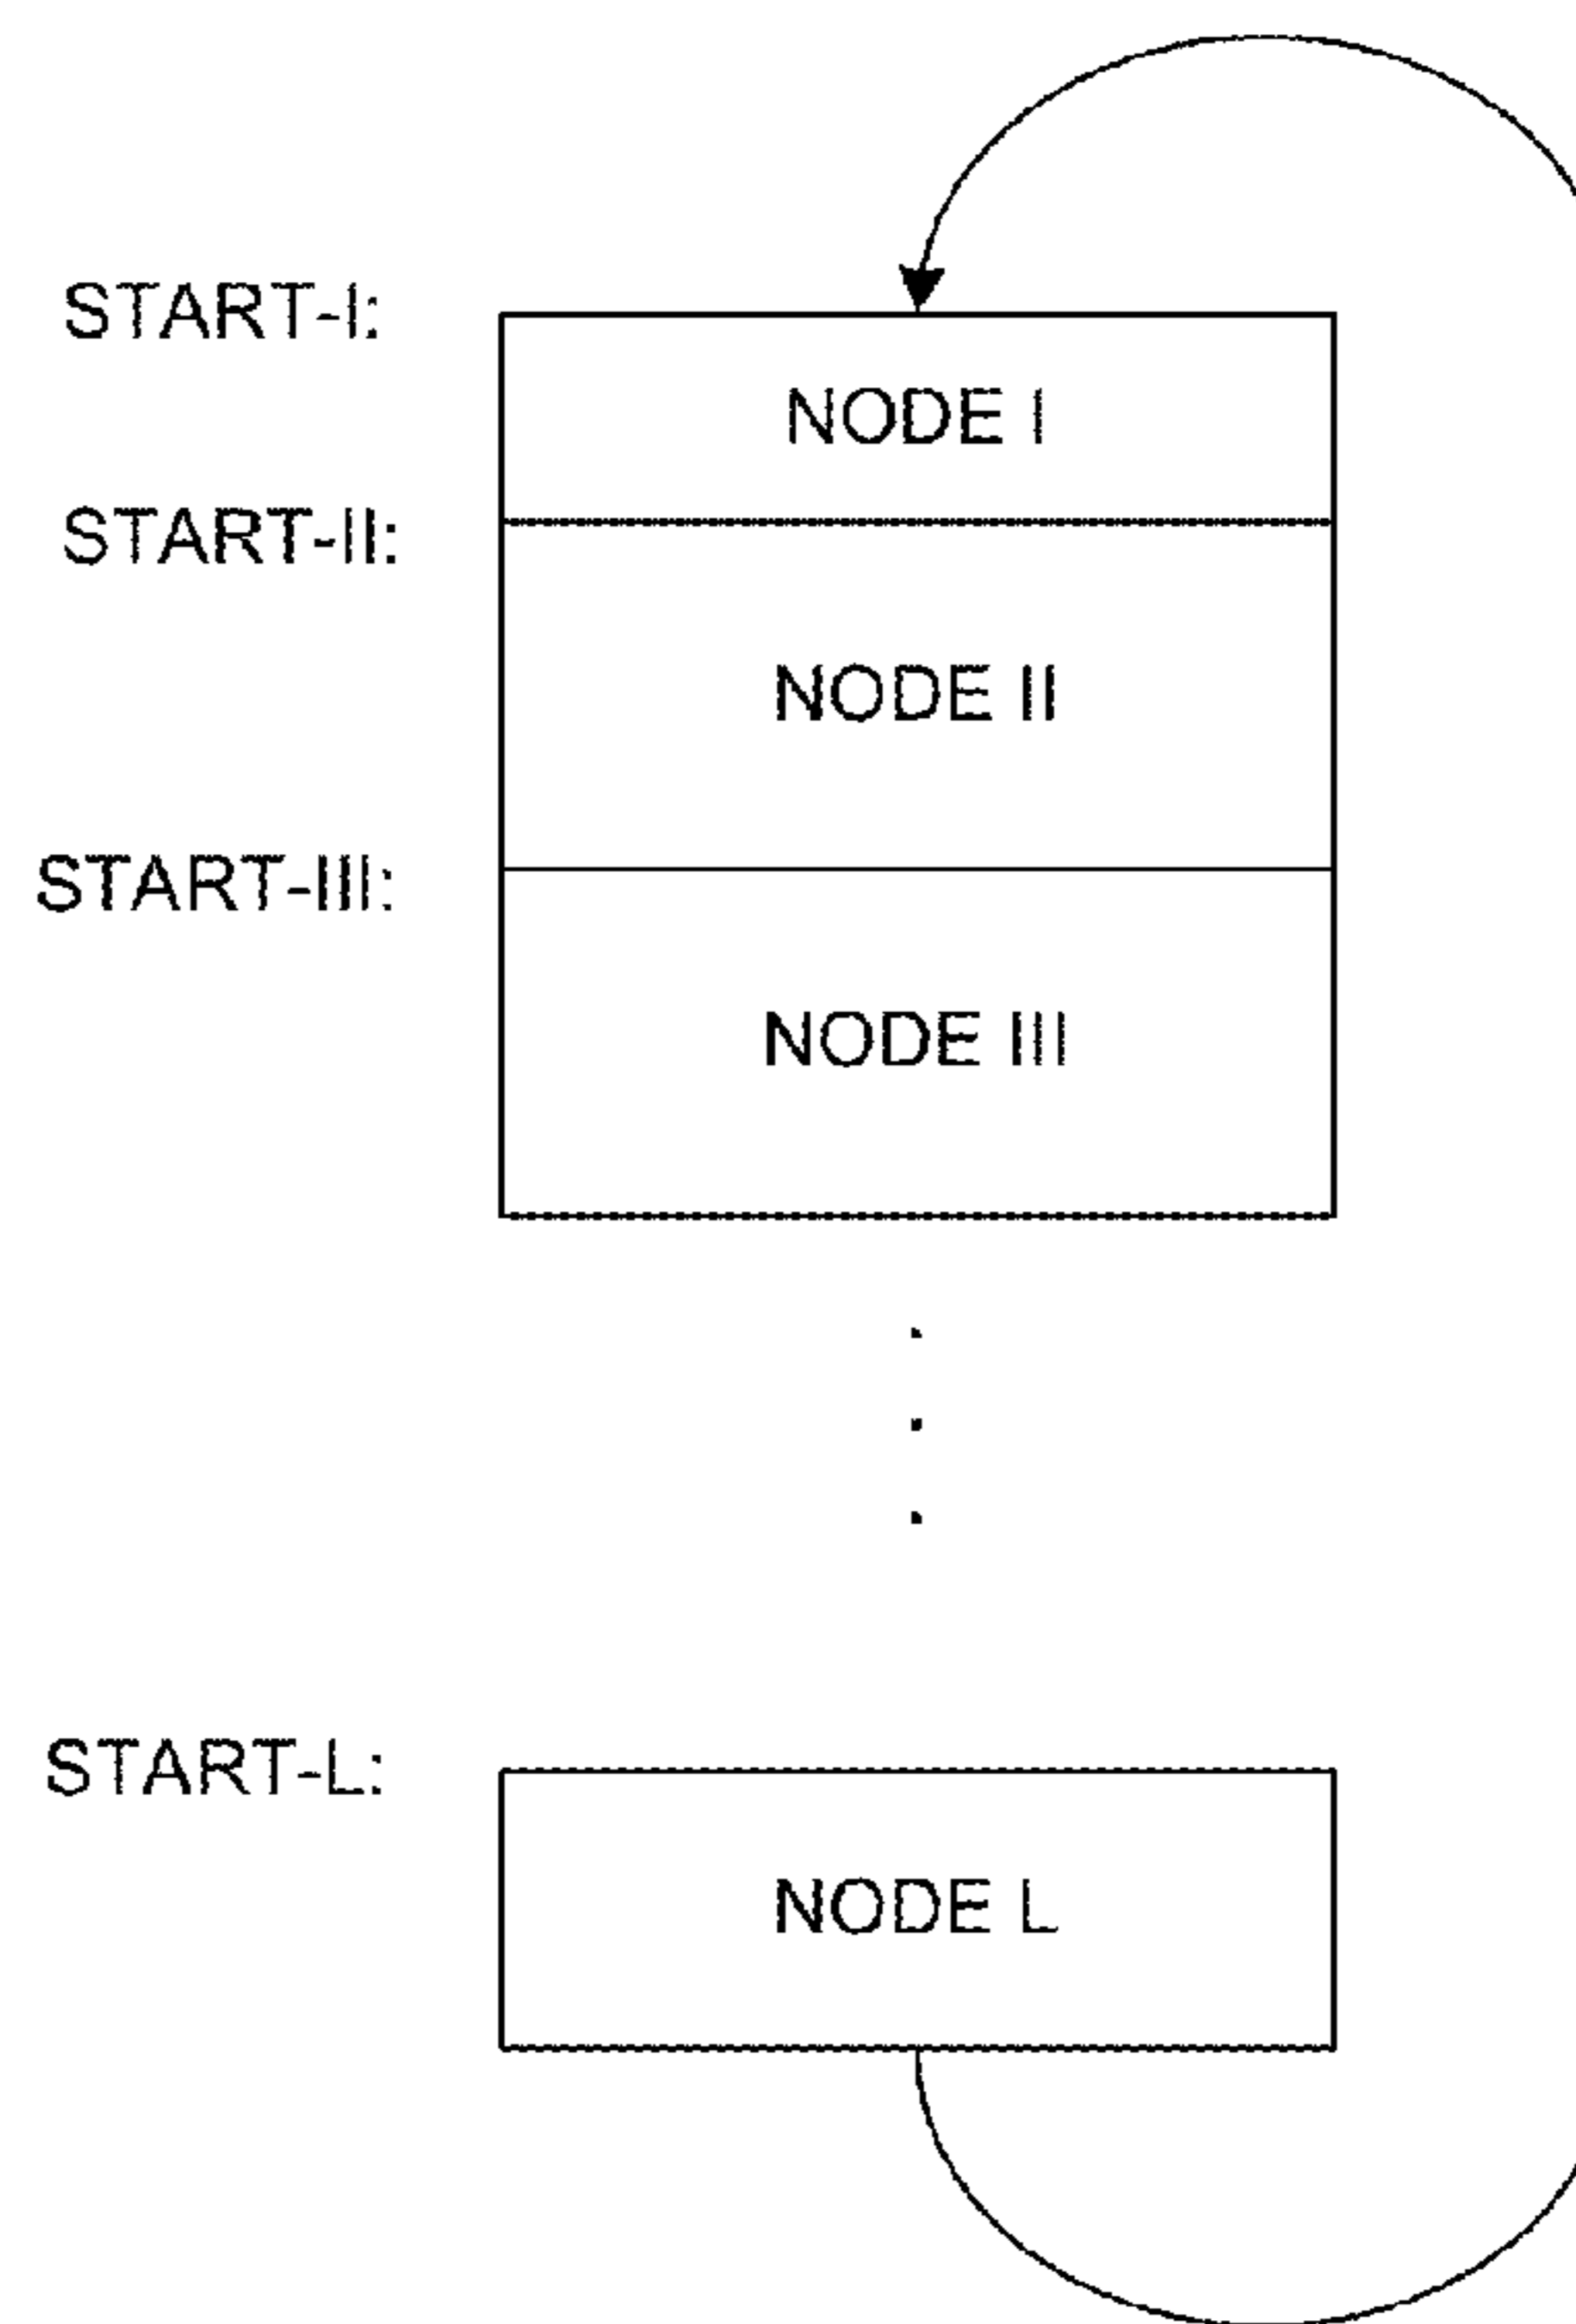 START-I:
NODE I
START-II:
NODE II
START-III:
NODE III
START-L:
NODE L